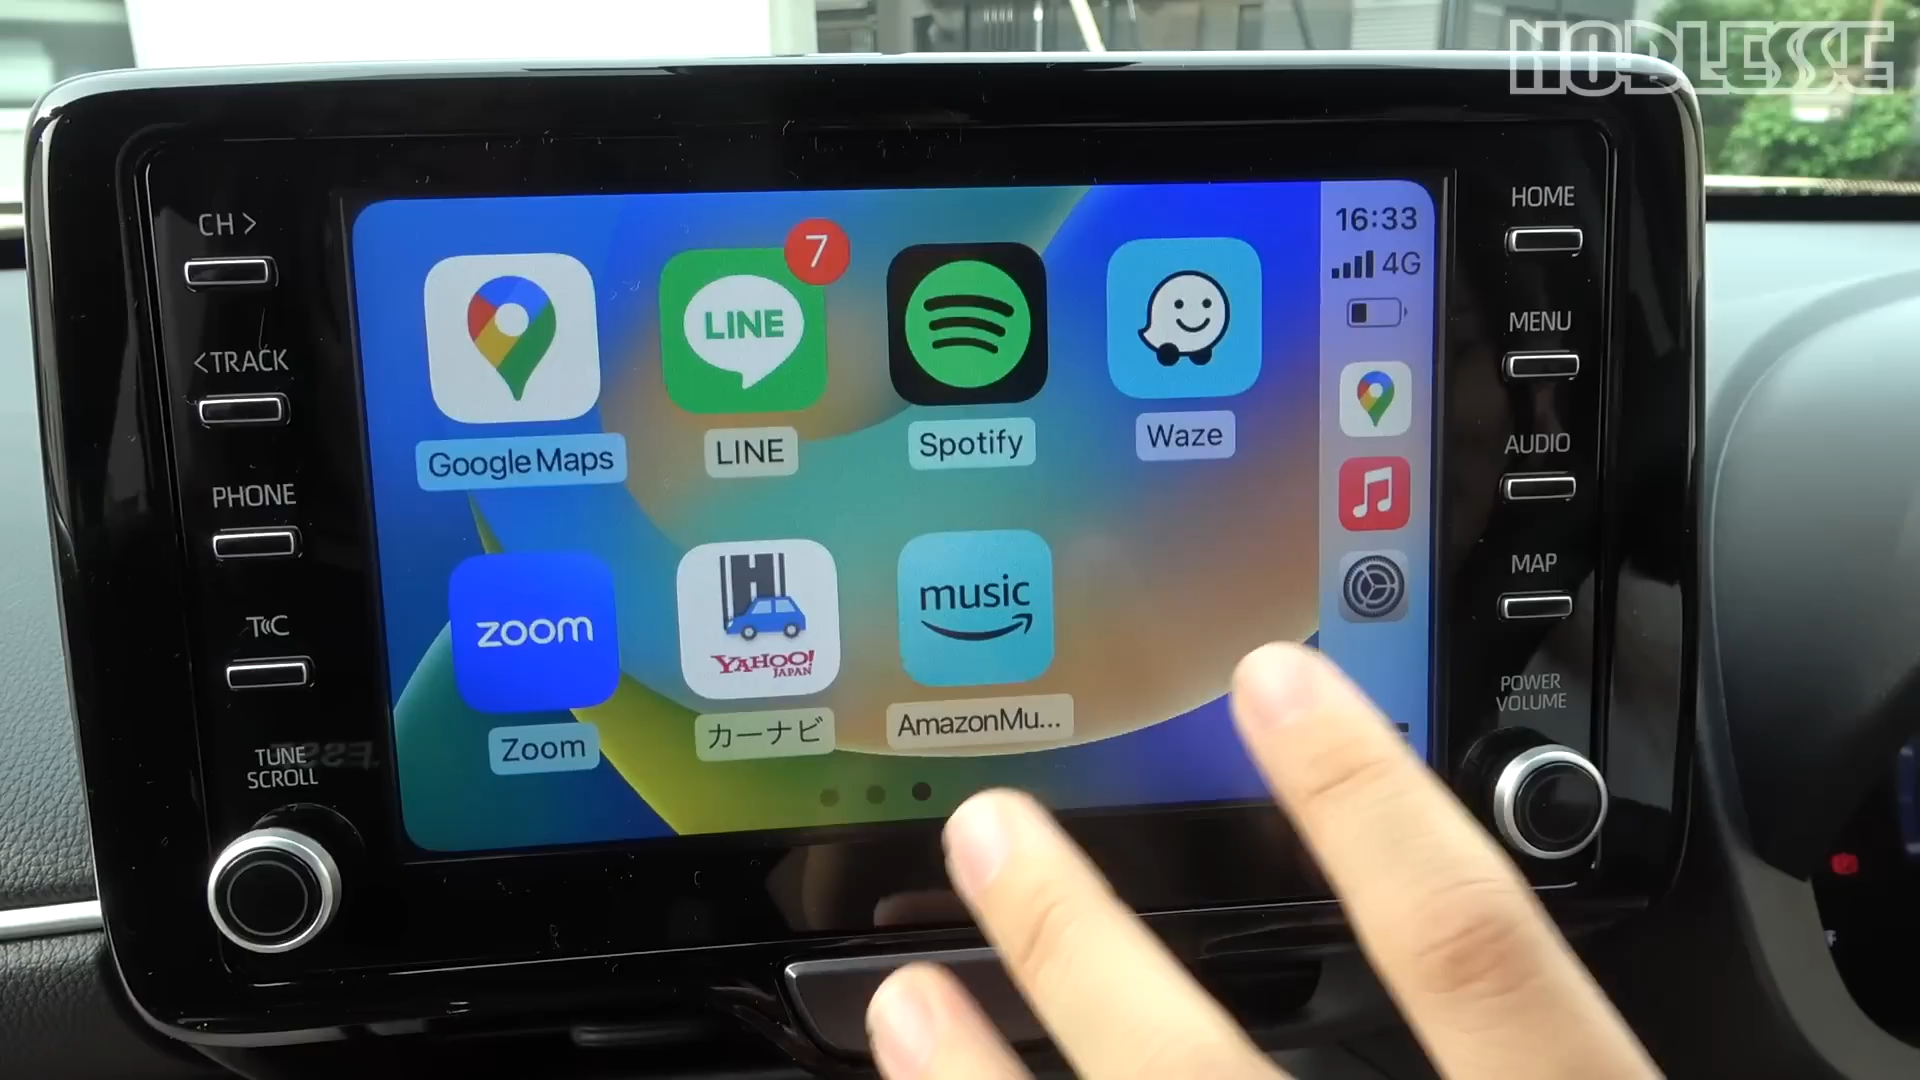 NOBLESSE
CH >
<TRACK
PHONE
T«C
TUNE
SCROLL
7
LINE
Google Maps
LINE
Spotify
Waze
zoom
YAHOO!
JAPAN
music
Zoom
カーナビ
AmazonMu...
16:33
4G
HOME
MENU
AUDIO
MAP
POWER
VOLUME